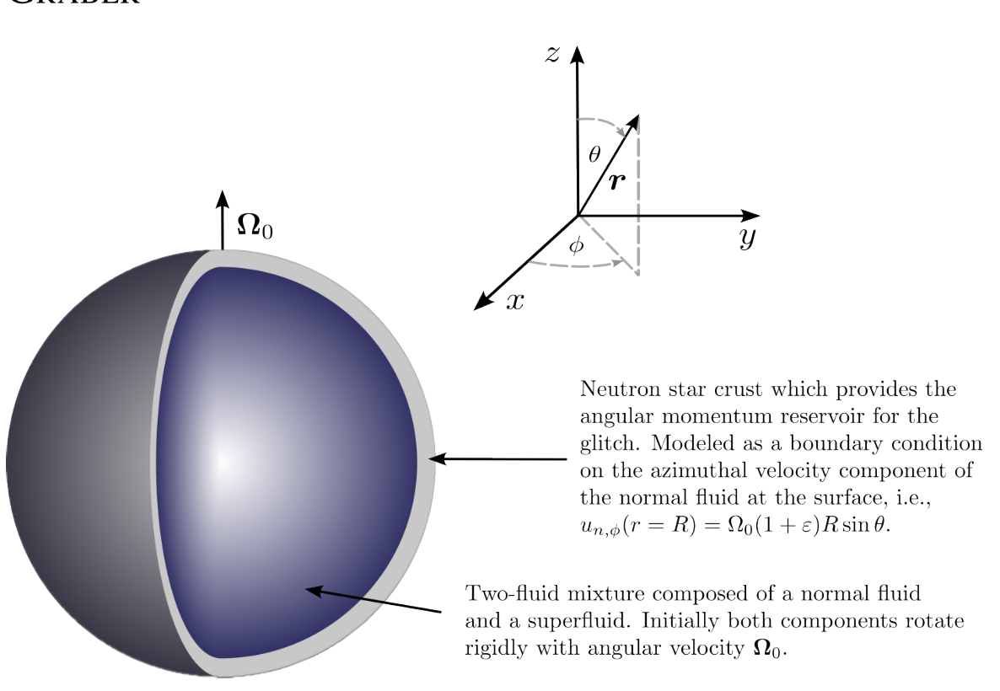 GRABER
z
θ
r
Ω₀
ϕ
y
x
Neutron star crust which provides the
angular momentum reservoir for the
glitch. Modeled as a boundary condition
on the azimuthal velocity component of
the normal fluid at the surface, i.e.,
uₙ,ϕ(r = R) = Ω₀(1 + ε)R sin θ.
Two-fluid mixture composed of a normal fluid
and a superfluid. Initially both components rotate
rigidly with angular velocity Ω₀.